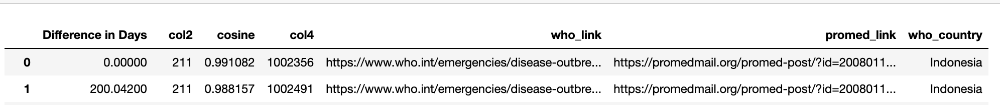 Difference in Days col2 cosine col4 who_link promed_link who_country
0 0.00000 211 0.991082 1002356 https://www.who.int/emergencies/disease-outbre... https://promedmail.org/promed-post/?id=2008011... Indonesia
1 200.04200 211 0.988157 1002491 https://www.who.int/emergencies/disease-outbre... https://promedmail.org/promed-post/?id=2008011... Indonesia